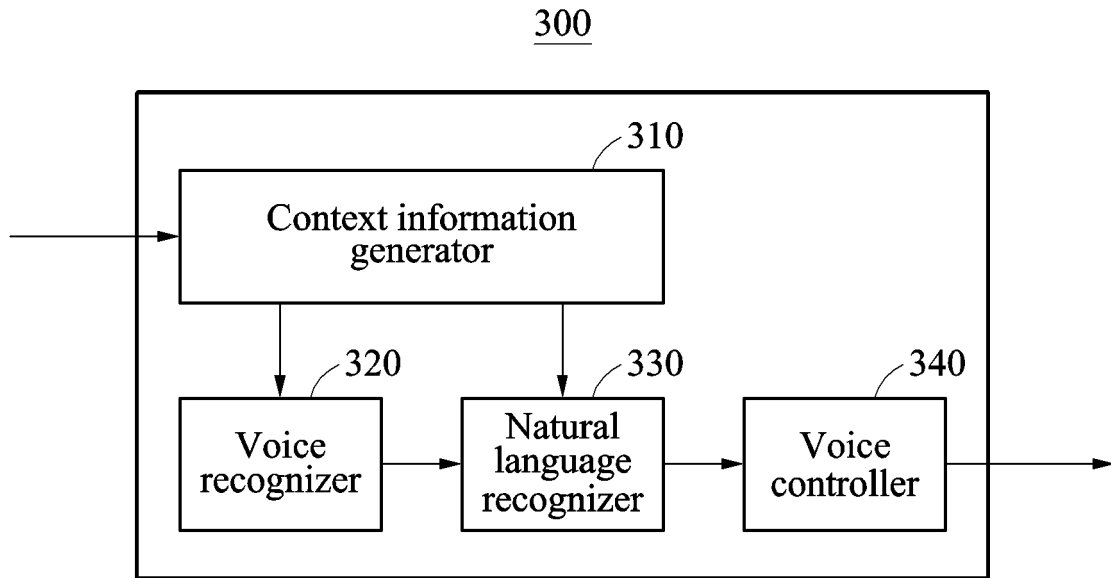 300
310
Context information
generator
320
330
340
Voice
recognizer
Natural
language
recognizer
Voice
controller